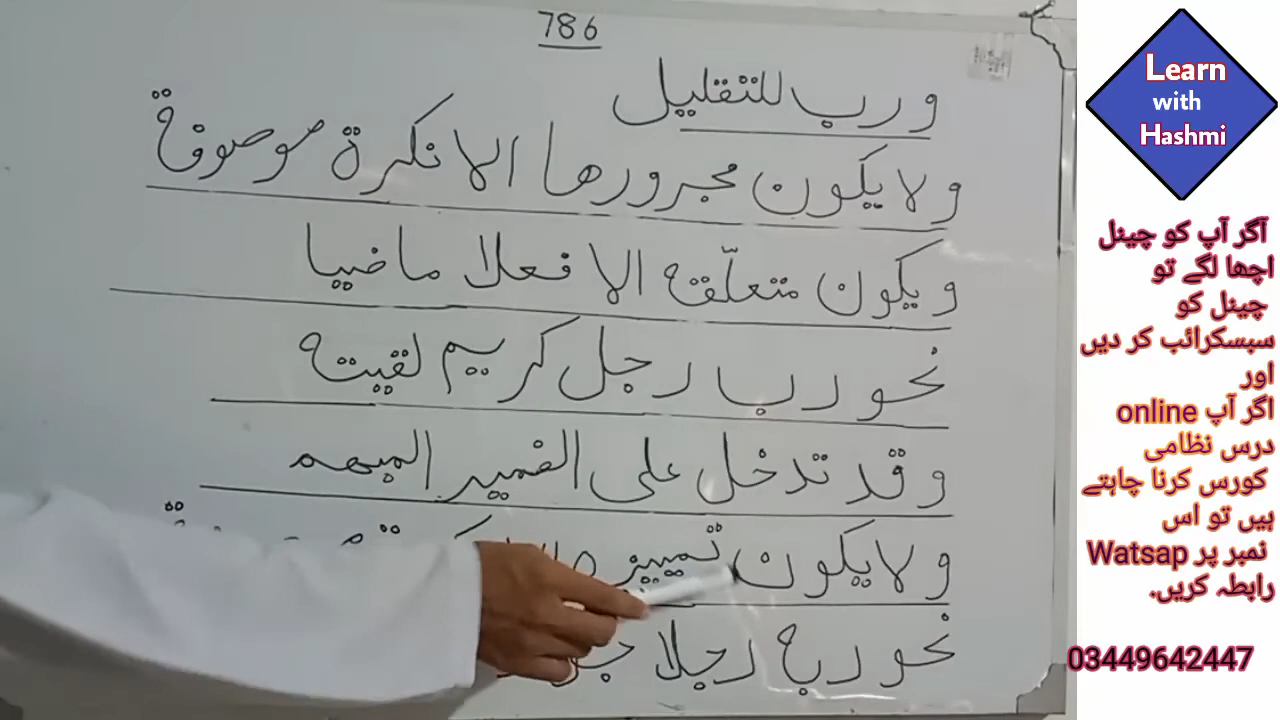 786
ورب للتقليل
ولا يكون مجرورها الا نكرة موصوفة
ويكون متعلّقه الا فعلا ماضيا
نحو رب رجل كريم لقيته
وقد تدخل على الضمير المبهم
ولا يكون تمييز
نحو ربه رجلا
Learn
with
Hashmi
اگر آپ کو چینل
اچھا لگے تو
چینل کو
سبسکرائب کر دیں
اور
اگر آپ online
درس نظامی
کورس کرنا چاہتے
ہیں تو اس
نمبر پر Watsap
رابطہ کریں.
03449642447